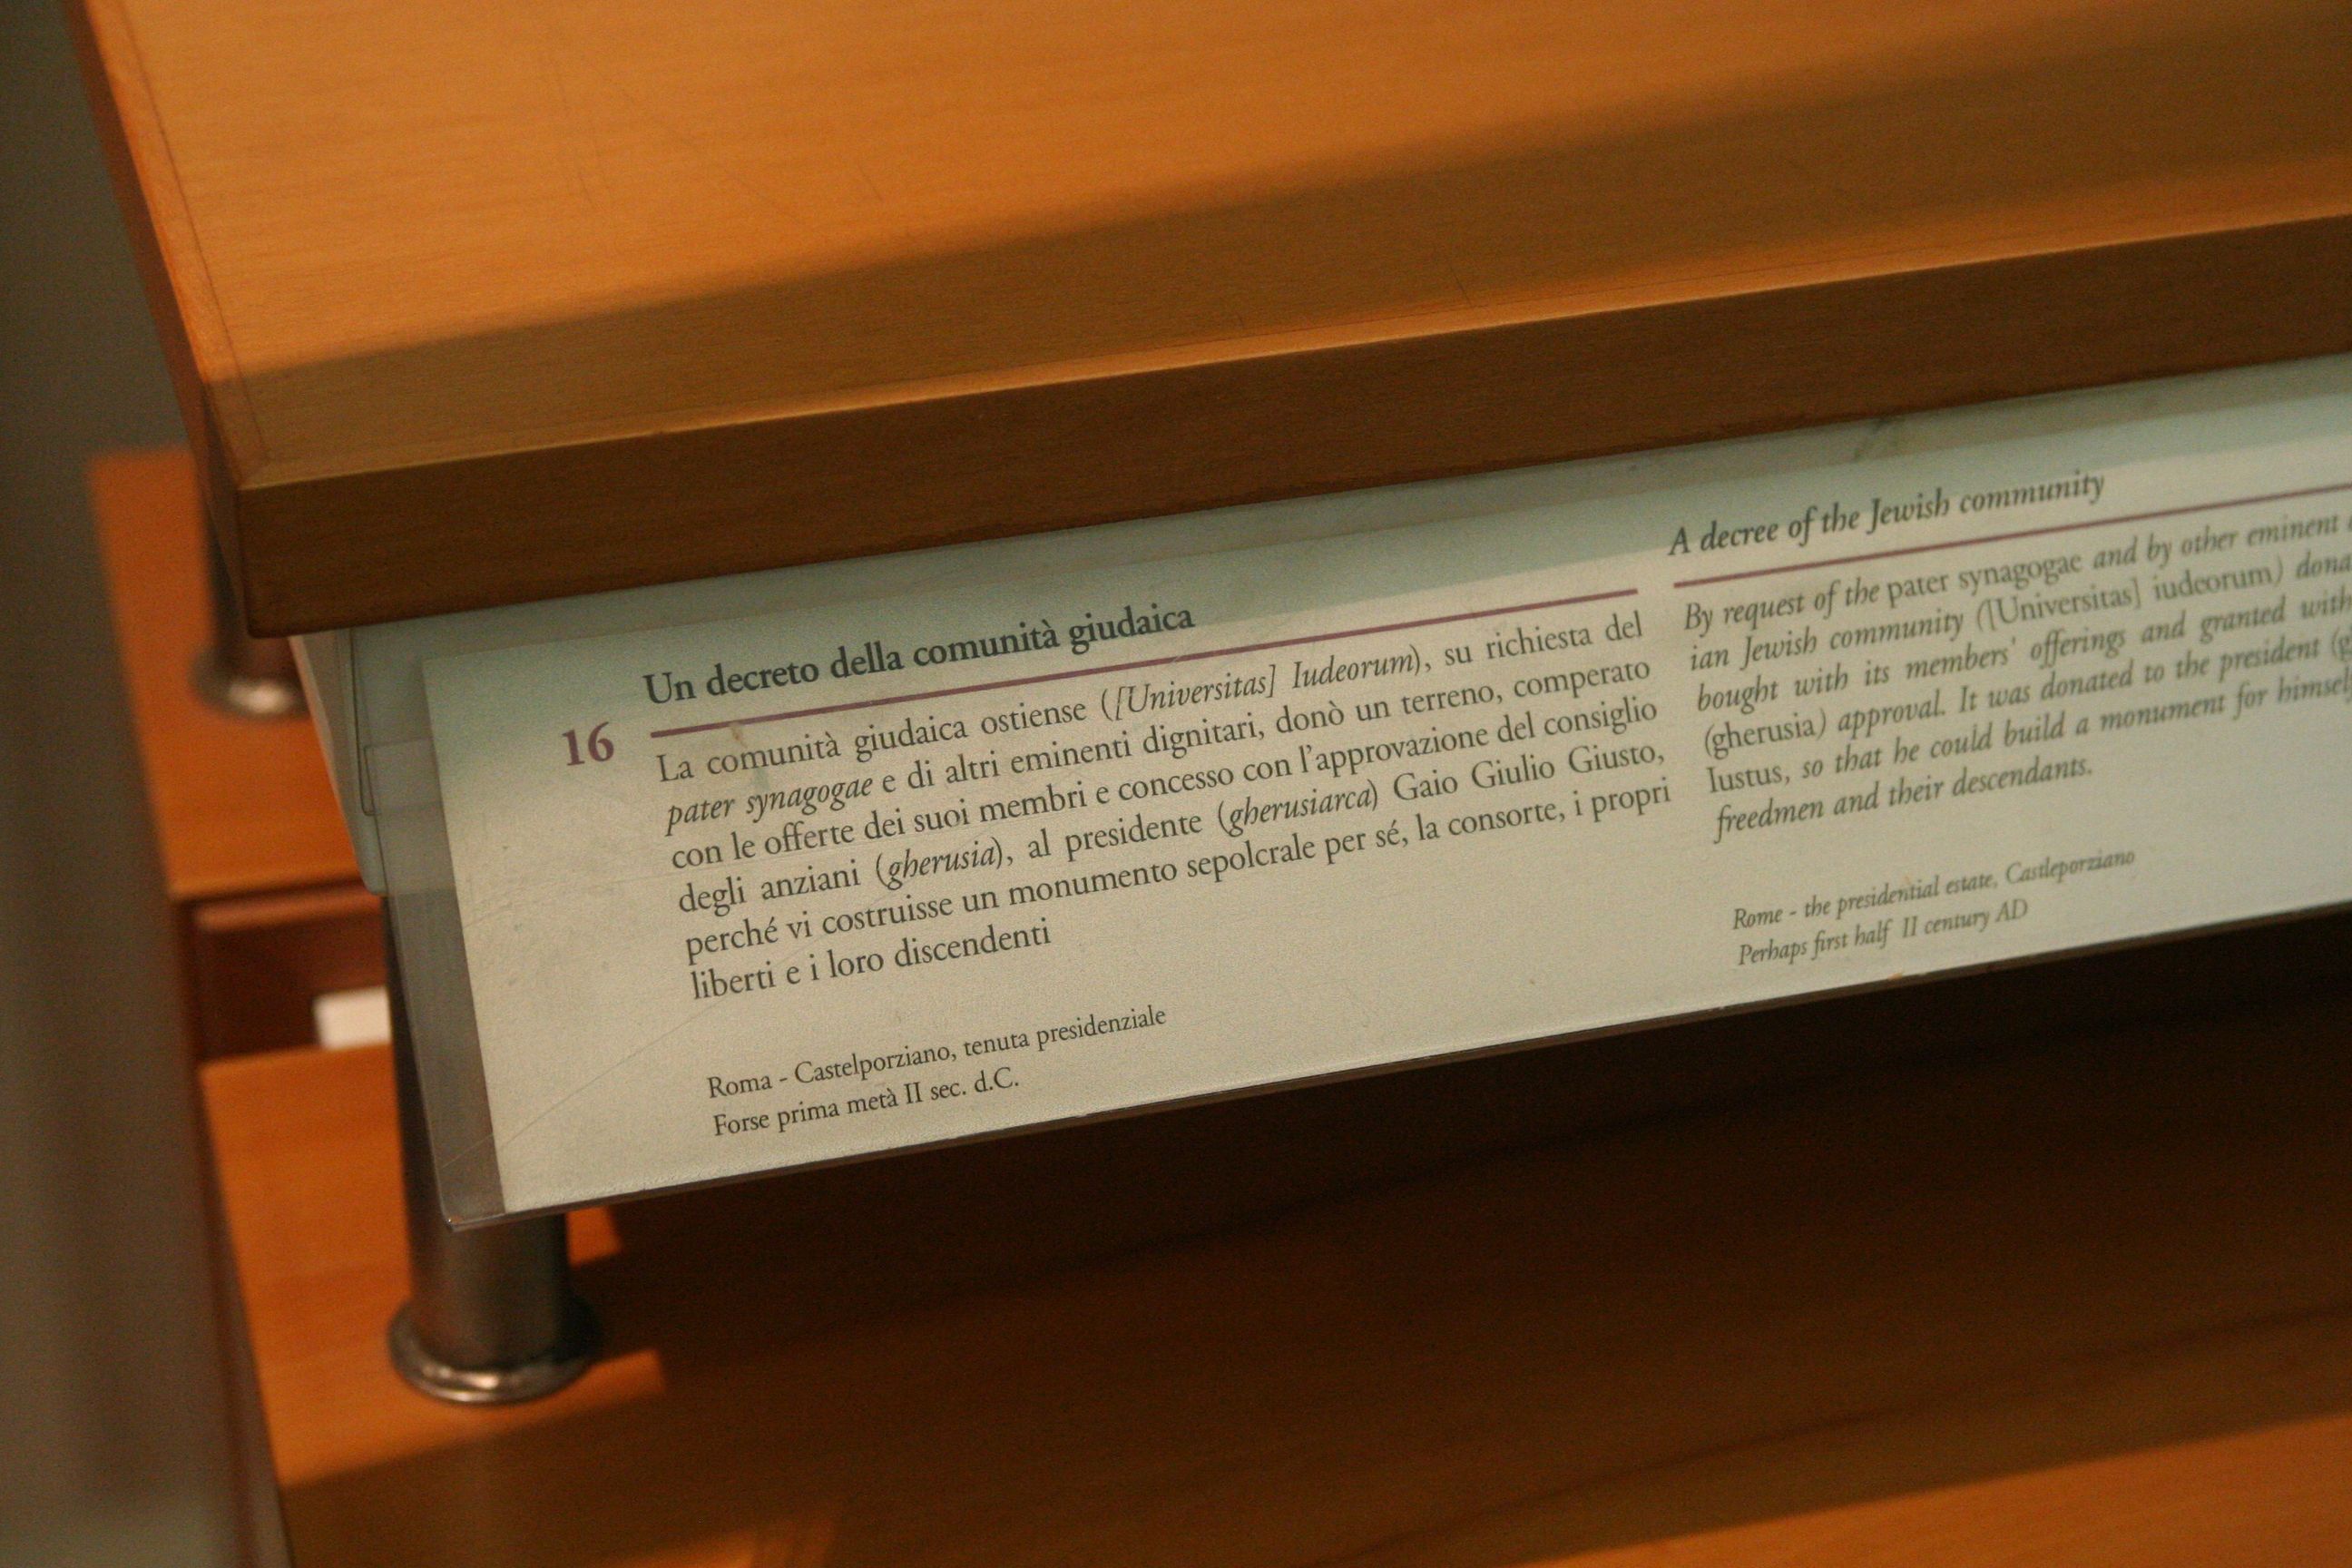 Un decreto della comunità giudaica
16
La comunità giudaica ostiense ([Universitas] Iudeorum), su richiesta del
pater synagogae e di altri eminenti dignitari, donò un terreno, comperato
con le offerte dei suoi membri e concesso con l'approvazione del consiglio
degli anziani (gherusia), al presidente (gherusiarca) Gaio Giulio Giusto,
perché vi costruisse un monumento sepolcrale per sé, la consorte, i propri
liberti e i loro discendenti
Roma - Castelporziano, tenuta presidenziale
Forse prima metà II sec. d.C.
A decree of the Jewish community
By request of the pater synagogae and by other eminent
ian Jewish community ([Universitas] iudeorum) dona
bought with its members' offerings and granted with
(gherusia) approval. It was donated to the president (g
Iustus, so that he could build a monument for himsel
freedmen and their descendants.
Rome - the presidential estate, Castleporziano
Perhaps first half II century AD